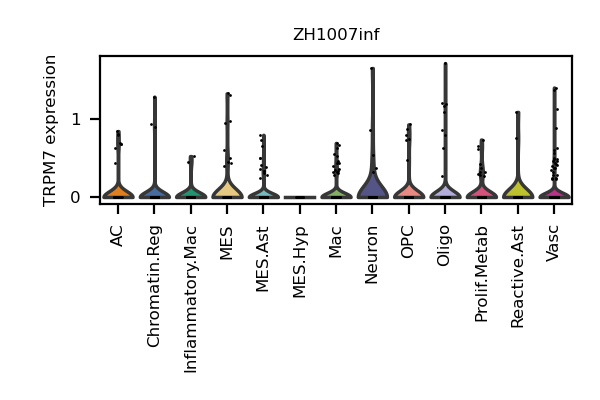 ZH1007inf
TRPM7 expression
1
0
AC
Chromatin.Reg
Inflammatory.Mac
MES
MES.Ast
MES.Hyp
Mac
Neuron
OPC
Oligo
Prolif.Metab
Reactive.Ast
Vasc